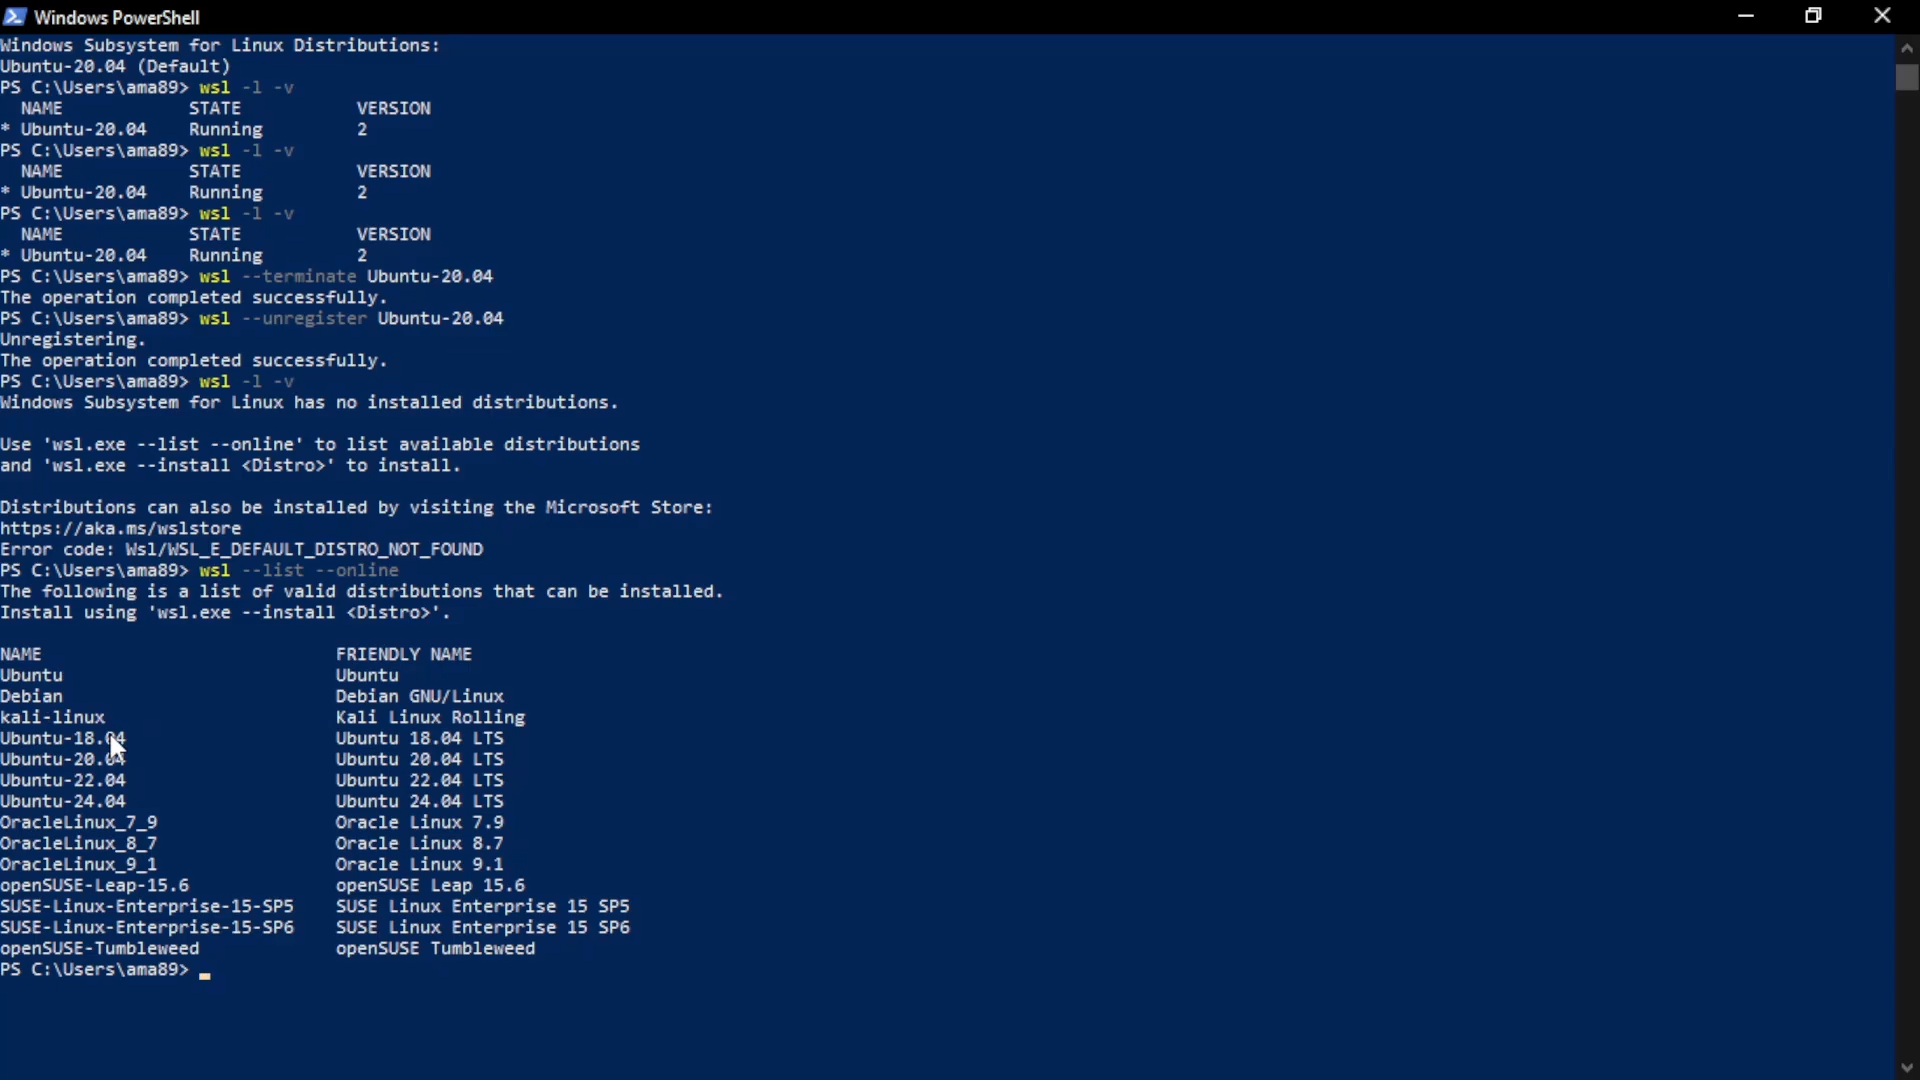 Windows PowerShell
Windows Subsystem for Linux Distributions:
Ubuntu-20.04 (Default)
PS C:\Users\ama89> wsl -l -v
  NAME            STATE           VERSION
* Ubuntu-20.04    Running         2
PS C:\Users\ama89> wsl -l -v
  NAME            STATE           VERSION
* Ubuntu-20.04    Running         2
PS C:\Users\ama89> wsl -l -v
  NAME            STATE           VERSION
* Ubuntu-20.04    Running         2
PS C:\Users\ama89> wsl --terminate Ubuntu-20.04
The operation completed successfully.
PS C:\Users\ama89> wsl --unregister Ubuntu-20.04
Unregistering.
The operation completed successfully.
PS C:\Users\ama89> wsl -l -v
Windows Subsystem for Linux has no installed distributions.
Use 'wsl.exe --list --online' to list available distributions
and 'wsl.exe --install <Distro>' to install.
Distributions can also be installed by visiting the Microsoft Store:
https://aka.ms/wslstore
Error code: Wsl/WSL_E_DEFAULT_DISTRO_NOT_FOUND
PS C:\Users\ama89> wsl --list --online
The following is a list of valid distributions that can be installed.
Install using 'wsl.exe --install <Distro>'.
NAME                            FRIENDLY NAME
Ubuntu                          Ubuntu
Debian                          Debian GNU/Linux
kali-linux                      Kali Linux Rolling
Ubuntu-18.04                    Ubuntu 18.04 LTS
Ubuntu-20.04                    Ubuntu 20.04 LTS
Ubuntu-22.04                    Ubuntu 22.04 LTS
Ubuntu-24.04                    Ubuntu 24.04 LTS
OracleLinux_7_9                 Oracle Linux 7.9
OracleLinux_8_7                 Oracle Linux 8.7
OracleLinux_9_1                 Oracle Linux 9.1
openSUSE-Leap-15.6              openSUSE Leap 15.6
SUSE-Linux-Enterprise-15-SP5    SUSE Linux Enterprise 15 SP5
SUSE-Linux-Enterprise-15-SP6    SUSE Linux Enterprise 15 SP6
openSUSE-Tumbleweed             openSUSE Tumbleweed
PS C:\Users\ama89>